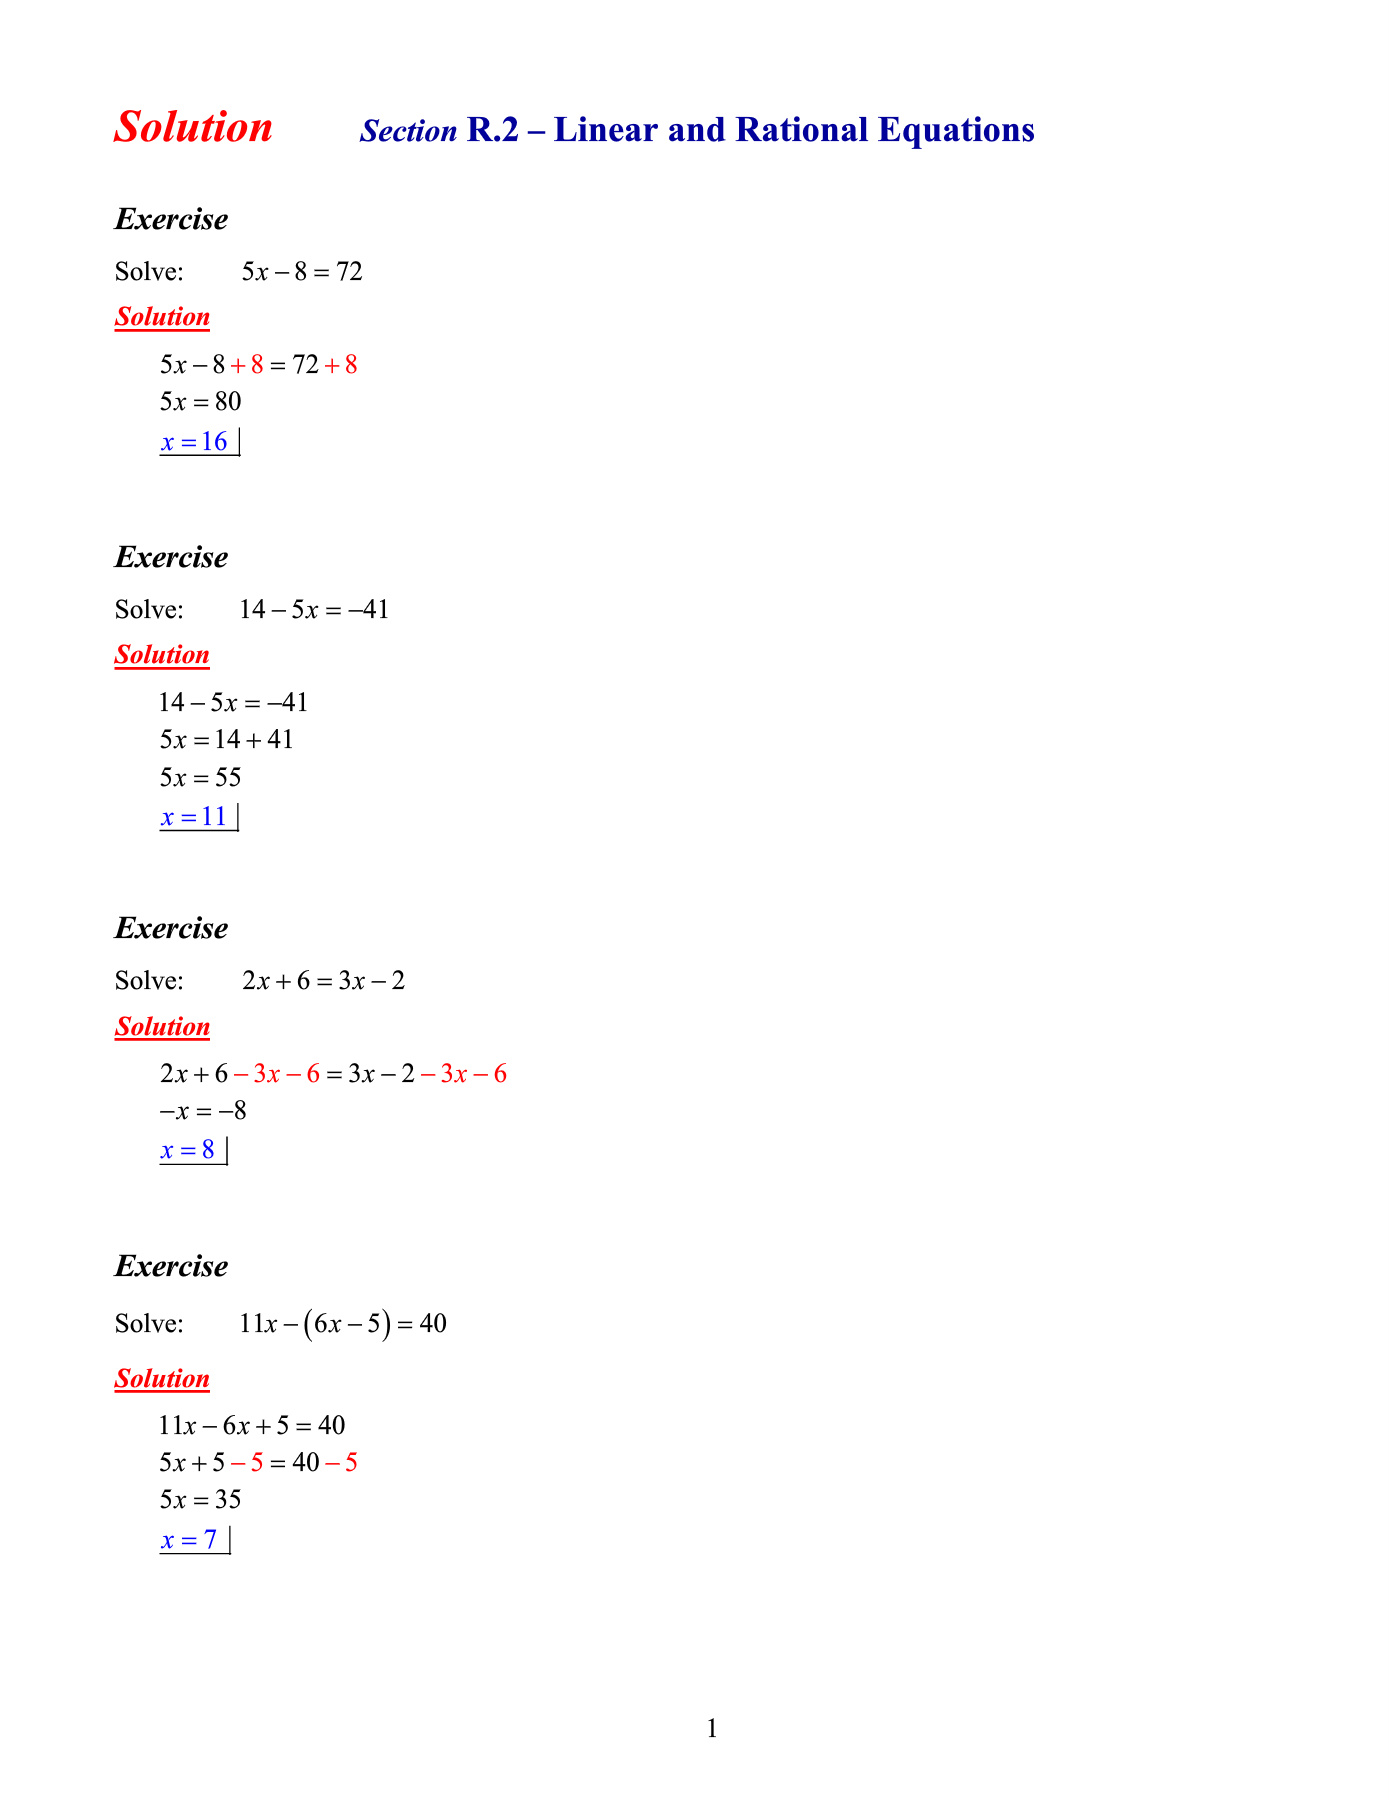 Solution Section R.2 – Linear and Rational Equations
Exercise
Solve: 5x − 8 = 72
Solution
5x − 8 + 8 = 72 + 8
5x = 80
x = 16
Exercise
Solve: 14 − 5x = −41
Solution
14 − 5x = −41
5x = 14 + 41
5x = 55
x = 11
Exercise
Solve: 2x + 6 = 3x − 2
Solution
2x + 6 − 3x − 6 = 3x − 2 − 3x − 6
−x = −8
x = 8
Exercise
Solve: 11x − (6x − 5) = 40
Solution
11x − 6x + 5 = 40
5x + 5 − 5 = 40 − 5
5x = 35
x = 7
1